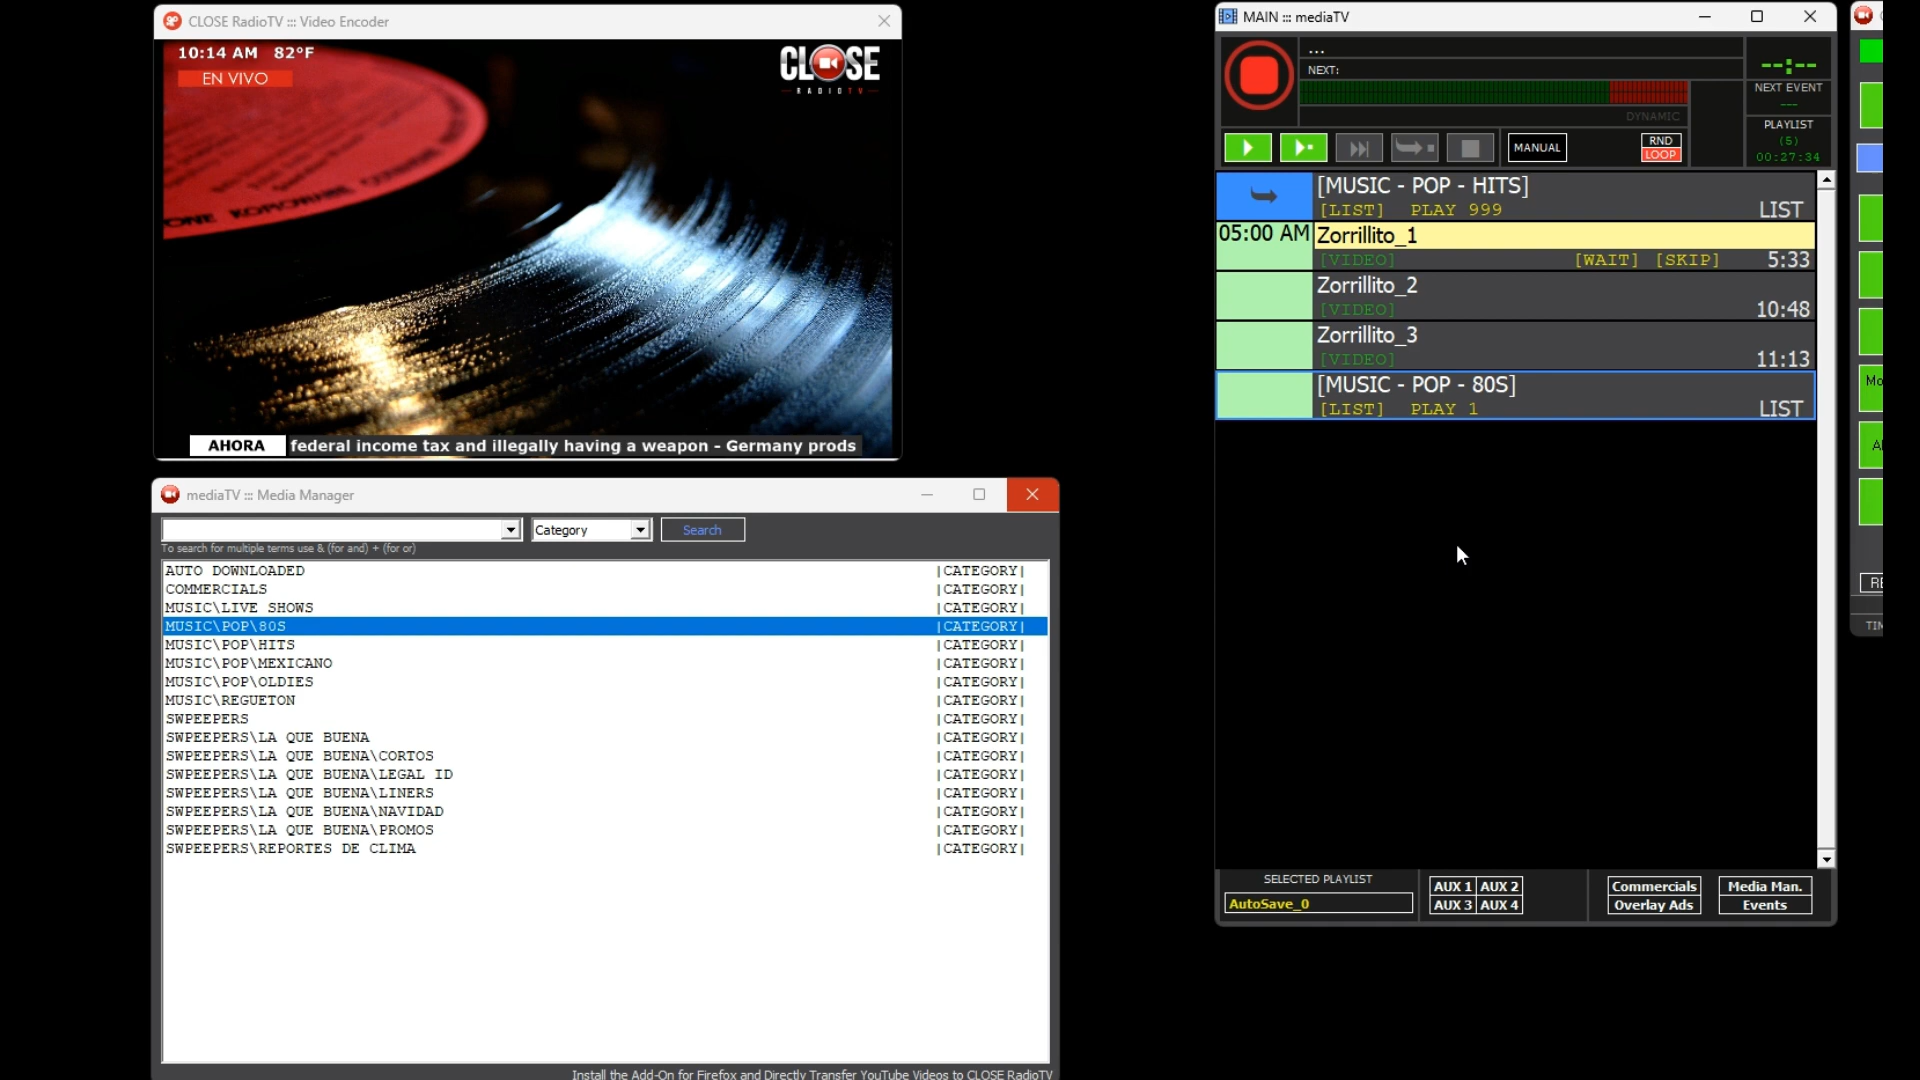 CLOSE RadioTV ::: Video Encoder
10:14 AM 82°F
EN VIVO
CLOSE
RADIOTV
AHORA federal income tax and illegally having a weapon - Germany prods
mediaTV ::: Media Manager
Category
Search
To search for multiple terms use & (for and) + (for or)
AUTO DOWNLOADED |CATEGORY|
COMMERCIALS |CATEGORY|
MUSIC\LIVE SHOWS |CATEGORY|
MUSIC\POP\80S |CATEGORY|
MUSIC\POP\HITS |CATEGORY|
MUSIC\POP\MEXICANO |CATEGORY|
MUSIC\POP\OLDIES |CATEGORY|
MUSIC\REGUETON |CATEGORY|
SWPEEPERS |CATEGORY|
SWPEEPERS\LA QUE BUENA |CATEGORY|
SWPEEPERS\LA QUE BUENA\CORTOS |CATEGORY|
SWPEEPERS\LA QUE BUENA\LEGAL ID |CATEGORY|
SWPEEPERS\LA QUE BUENA\LINERS |CATEGORY|
SWPEEPERS\LA QUE BUENA\NAVIDAD |CATEGORY|
SWPEEPERS\LA QUE BUENA\PROMOS |CATEGORY|
SWPEEPERS\REPORTES DE CLIMA |CATEGORY|
Install the Add-On for Firefox and Directly Transfer YouTube Videos to CLOSE RadioTV
MAIN ::: mediaTV
...
NEXT:
DYNAMIC
--:--
NEXT EVENT
---
PLAYLIST
(5)
00:27:34
MANUAL
RND
LOOP
[MUSIC - POP - HITS]
[LIST] PLAY 999 LIST
05:00 AM Zorrillito_1
[VIDEO] [WAIT] [SKIP] 5:33
Zorrillito_2
[VIDEO] 10:48
Zorrillito_3
[VIDEO] 11:13
[MUSIC - POP - 80S]
[LIST] PLAY 1 LIST
SELECTED PLAYLIST
AutoSave_0
AUX 1 AUX 2
AUX 3 AUX 4
Commercials
Overlay Ads
Media Man.
Events